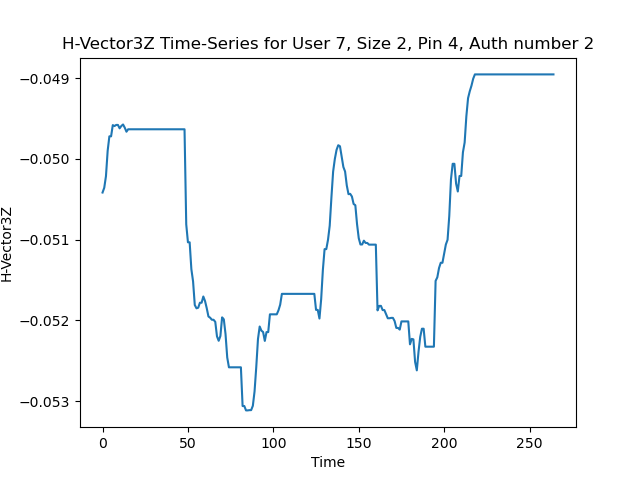 H-Vector3Z Time-Series for User 7, Size 2, Pin 4, Auth number 2
−0.049
−0.050
−0.051
−0.052
−0.053
H-Vector3Z
0 50 100 150 200 250
Time